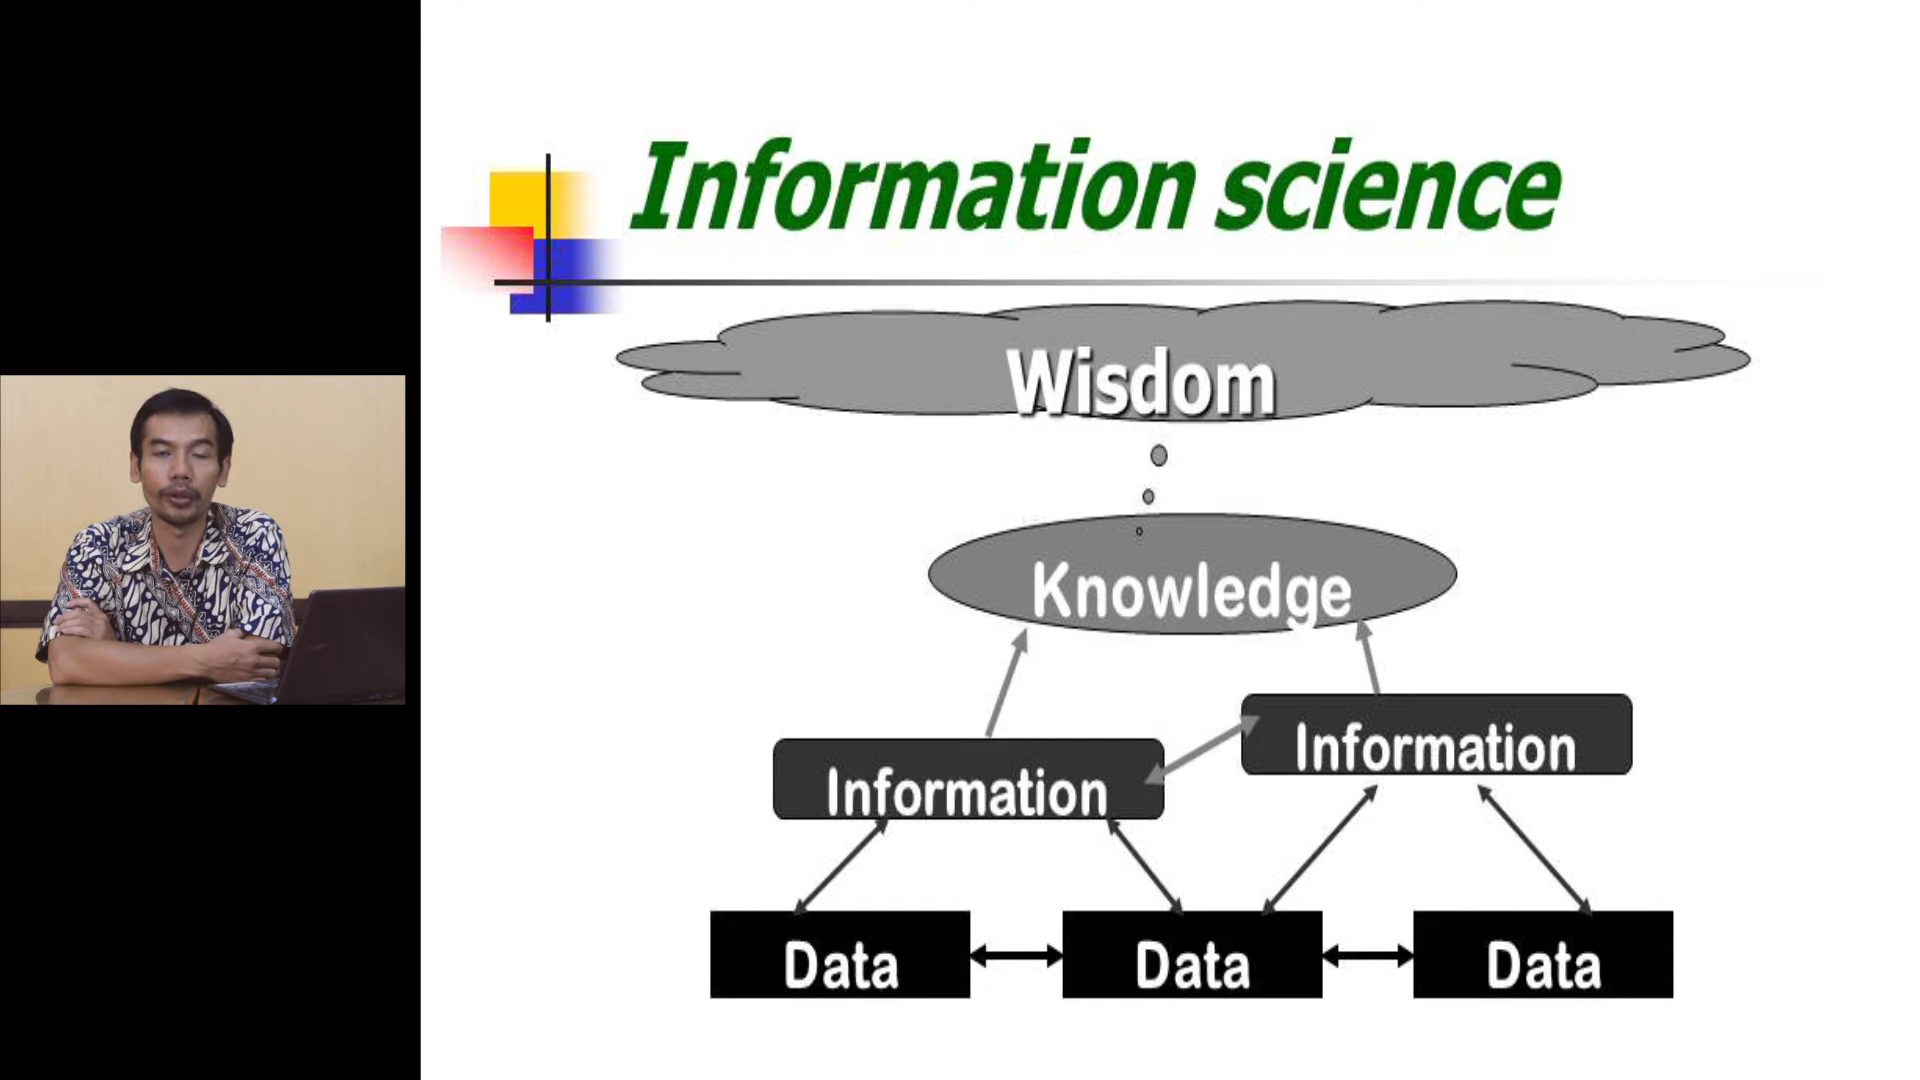 Information science
Wisdom
Knowledge
Information
Information
Data
Data
Data